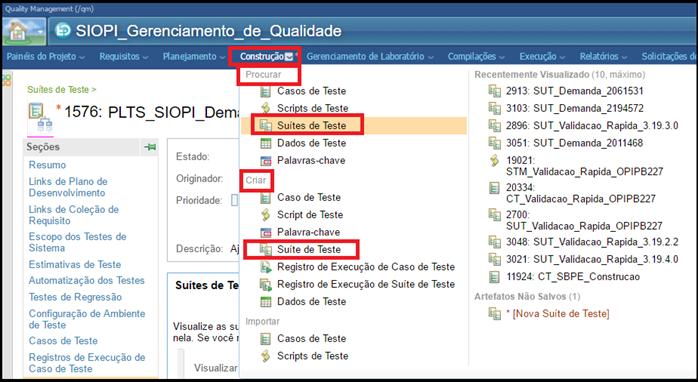 Quality Management (/qm)
SIOPI_Gerenciamento_de_Qualidade
Painéis do Projeto
Requisitos
Planejamento
Construção
Gerenciamento de Laboratório
Compilações
Execução
Relatórios
Solicitações d
Suítes de Teste >
* 1576: PLTS_SIOPI_Dema
Seções
Resumo
Links de Plano de
Desenvolvimento
Links de Coleção de
Requisito
Escopo dos Testes de
Sistema
Estimativas de Teste
Automatização dos Testes
Testes de Regressão
Configuração de Ambiente
de Teste
Casos de Teste
Registros de Execução de
Caso de Teste
Estado:
Originador:
Prioridade:
Descrição: Aj
Suítes de Te
Visualize as su
nela. Se você r
Visualizar
Procurar
Casos de Teste
Scripts de Teste
Suítes de Teste
Dados de Teste
Palavras-chave
Criar
Caso de Teste
Script de Teste
Palavra-chave
Suíte de Teste
Registro de Execução de Caso de Teste
Registro de Execução de Suíte de Teste
Dados de Teste
Importar
Casos de Teste
Scripts de Teste
Recentemente Visualizado (10, máximo)
2913: SUT_Demanda_2061531
3103: SUT_Demanda_2194572
2896: SUT_Validacao_Rapida_3.19.3.0
3051: SUT_Demanda_2011468
19021:
STM_Validacao_Rapida_OPIPB227
20334:
CT_Validacao_Rapida_OPIPB227
2700:
SUT_Validacao_Rapida_OPIPB227
3048: SUT_Validacao_Rapida_3.19.2.2
3021: SUT_Validacao_Rapida_3.19.4.0
11924: CT_SBPE_Construcao
Artefatos Não Salvos (1)
* [Nova Suíte de Teste]